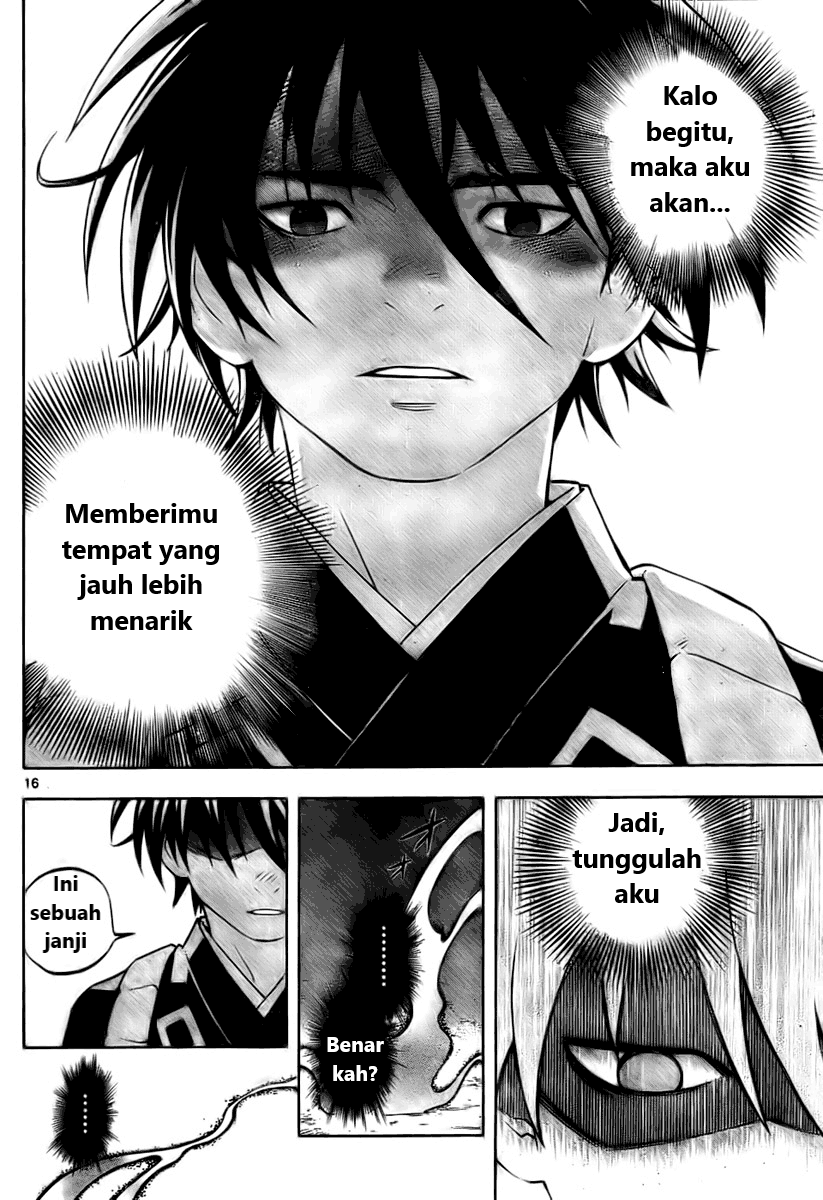 Kalo
begitu,
maka aku
akan...
Memberimu
tempat yang
jauh lebih
menarik
16
Jadi,
tunggulah
aku
........
Benar
kah?
Ini
sebuah
janji
......